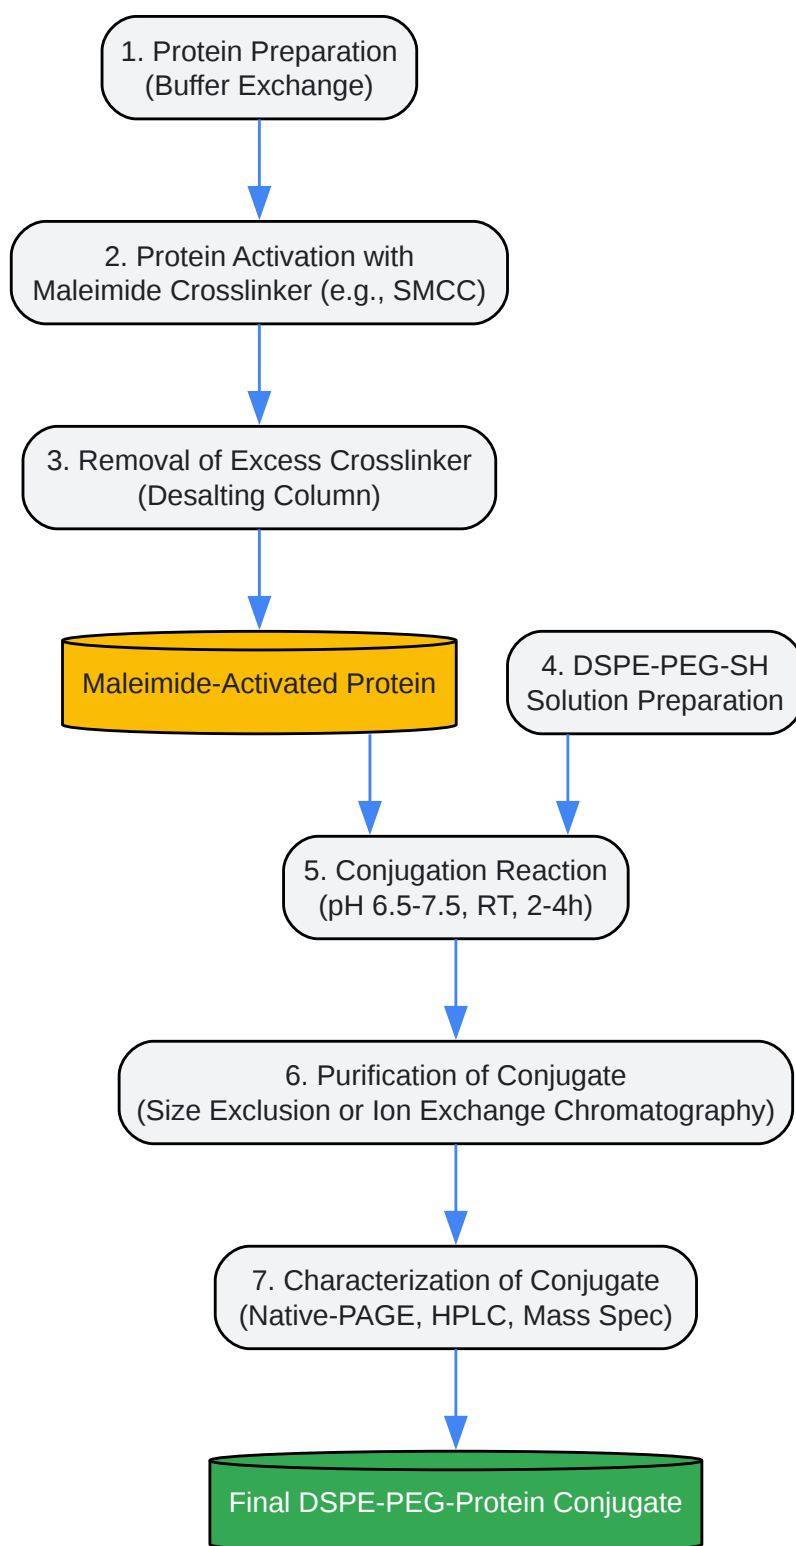 1. Protein Preparation
(Buffer Exchange)
2. Protein Activation with
Maleimide Crosslinker (e.g., SMCC)
3. Removal of Excess Crosslinker
(Desalting Column)
Maleimide-Activated Protein
4. DSPE-PEG-SH
Solution Preparation
5. Conjugation Reaction
(pH 6.5-7.5, RT, 2-4h)
6. Purification of Conjugate
(Size Exclusion or Ion Exchange Chromatography)
7. Characterization of Conjugate
(Native-PAGE, HPLC, Mass Spec)
Final DSPE-PEG-Protein Conjugate